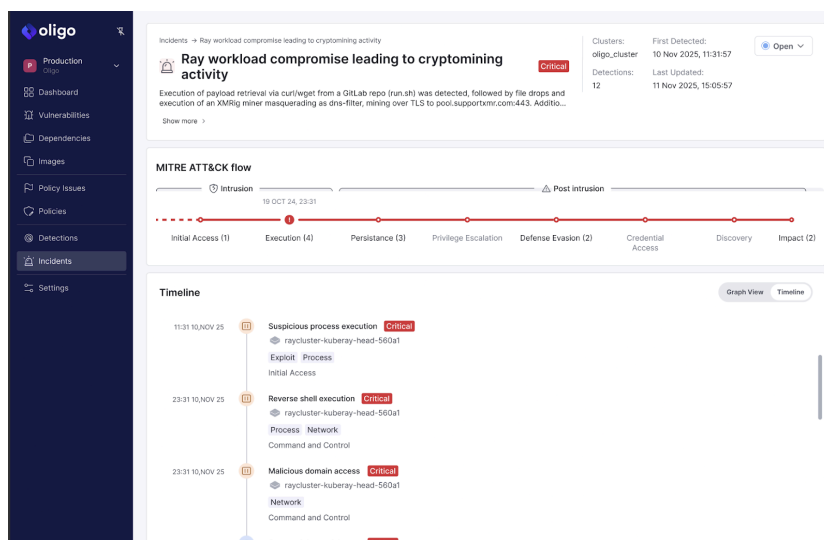 oligo
P
Production
Oligo
Dashboard
Vulnerabilities
Dependencies
Images
Policy Issues
Policies
Detections
Incidents
Settings
Incidents → Ray workload compromise leading to cryptomining activity
Ray workload compromise leading to cryptomining
activity
Critical
Execution of payload retrieval via curl/wget from a GitLab repo (run.sh) was detected, followed by file drops and
execution of an XMRig miner masquerading as dns-filter, mining over TLS to pool.supportxmr.com:443. Additio...
Show more >
Clusters:
oligo_cluster
First Detected:
10 Nov 2025, 11:31:57
Detections:
12
Last Updated:
11 Nov 2025, 15:05:57
Open
MITRE ATT&CK flow
Intrusion
Post intrusion
19 OCT 24, 23:31
Initial Access (1)
Execution (4)
Persistance (3)
Privilege Escalation
Defense Evasion (2)
Credential
Access
Discovery
Impact (2)
Timeline
Graph View
Timeline
11:31 10,NOV 25
Suspicious process execution Critical
raycluster-kuberay-head-560a1
Exploit Process
Initial Access
23:31 10,NOV 25
Reverse shell execution Critical
raycluster-kuberay-head-560a1
Process Network
Command and Control
23:31 10,NOV 25
Malicious domain access Critical
raycluster-kuberay-head-560a1
Network
Command and Control